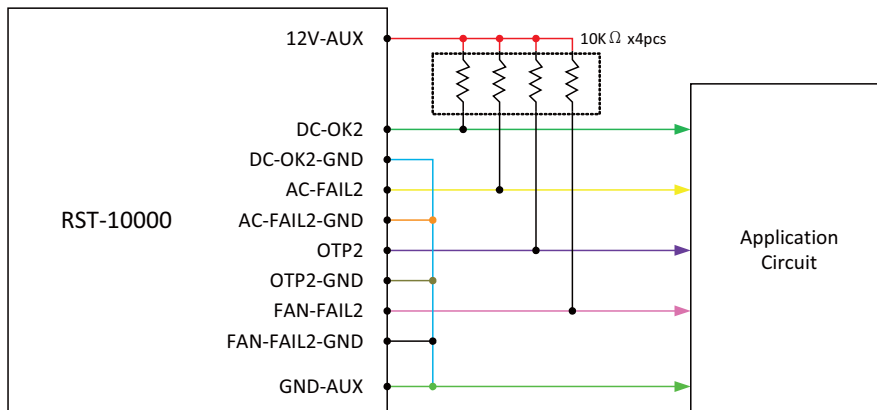 12V-AUX
10KΩ x4pcs
DC-OK2
DC-OK2-GND
AC-FAIL2
RST-10000
AC-FAIL2-GND
OTP2
Application
Circuit
OTP2-GND
FAN-FAIL2
FAN-FAIL2-GND
GND-AUX